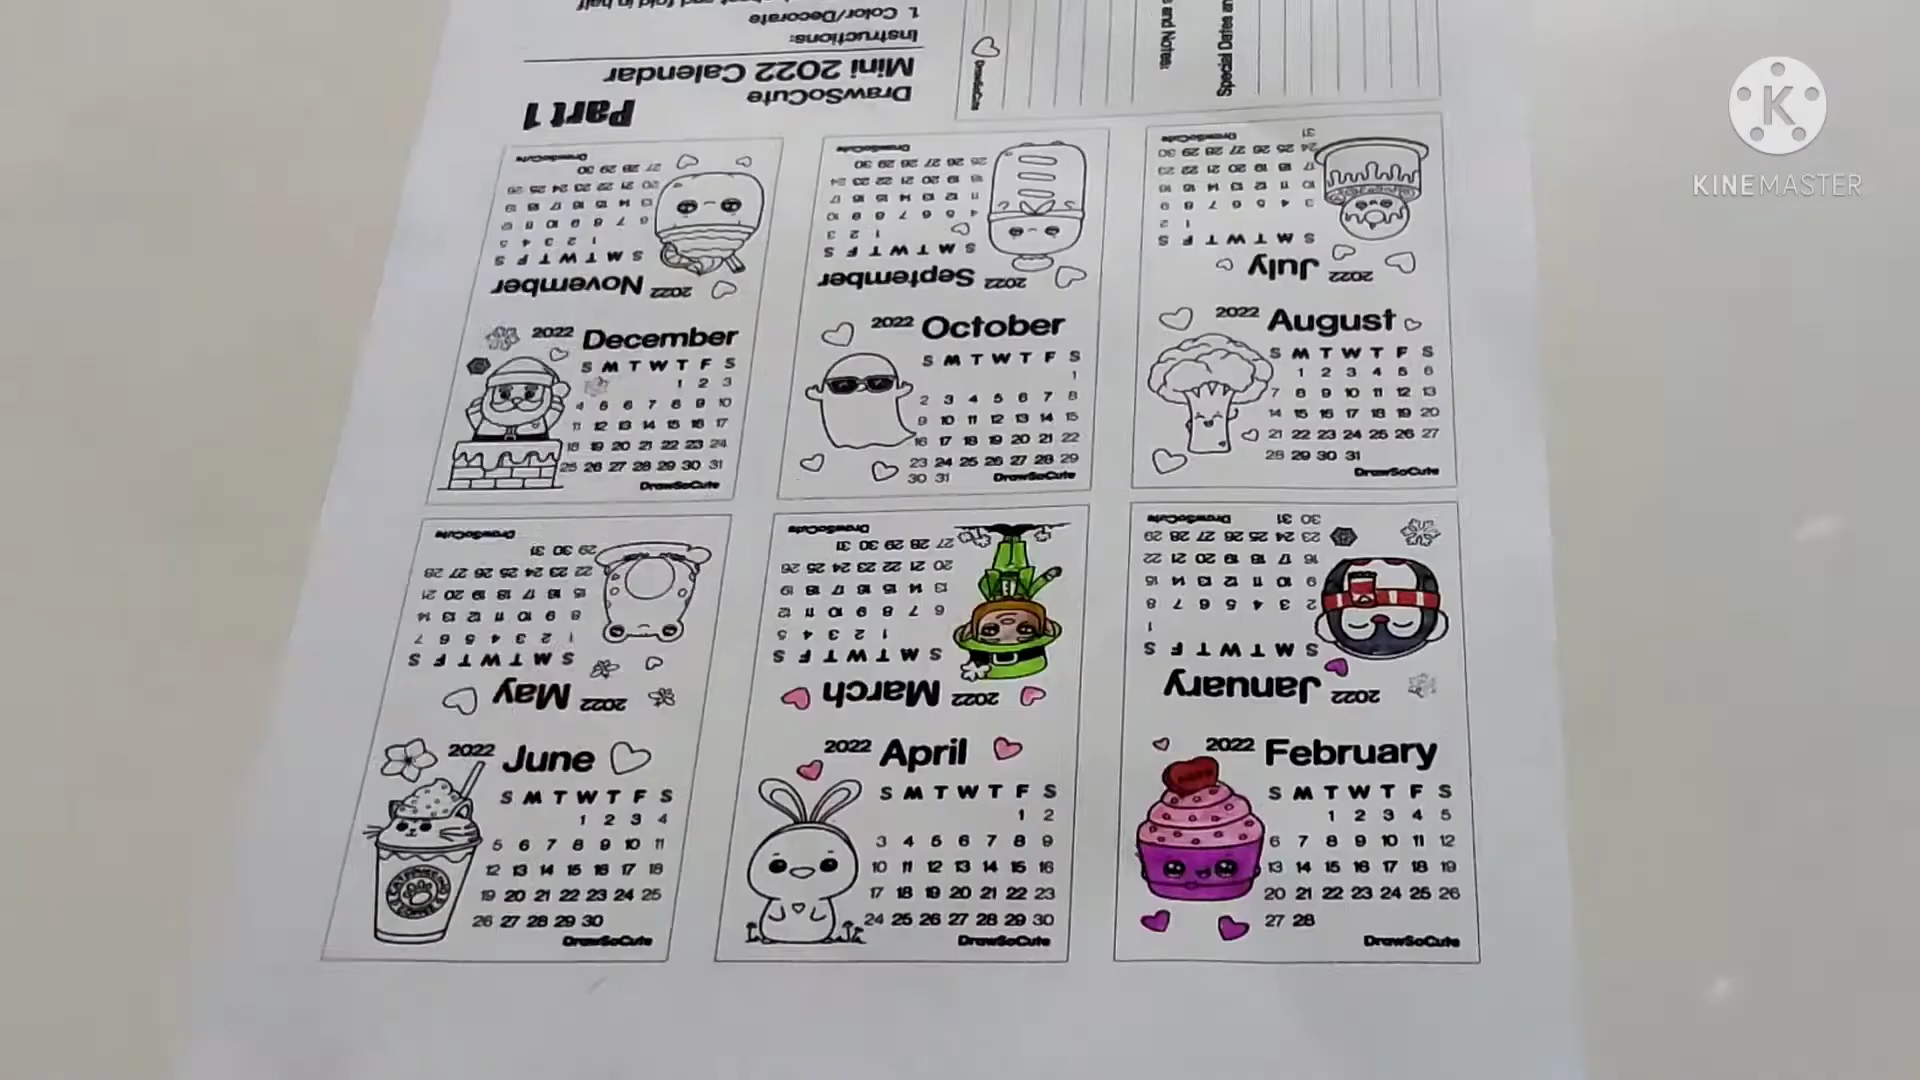 1. Color/Decorate
Instructions:
Mini 2022 Calendar
DrawSoCute
Part 1
DrawSoCute
Special Dates
and Notes:
K
KINEMASTER
2022 November
S M T W T F S
1 2 3 4 5
6 7 8 9 10 11 12
13 14 15 16 17 18 19
20 21 22 23 24 25 26
27 28 29 30
DrawSoCute
2022 September
S M T W T F S
1 2 3
4 5 6 7 8 9 10
11 12 13 14 15 16 17
18 19 20 21 22 23 24
25 26 27 28 29 30
DrawSoCute
2022 July
S M T W T F S
1 2
3 4 5 6 7 8 9
10 11 12 13 14 15 16
17 18 19 20 21 22 23
24 25 26 27 28 29 30
31
DrawSoCute
2022 December
S M T W T F S
1 2 3
4 5 6 7 8 9 10
11 12 13 14 15 16 17
18 19 20 21 22 23 24
25 26 27 28 29 30 31
DrawSoCute
2022 October
S M T W T F S
1
2 3 4 5 6 7 8
9 10 11 12 13 14 15
16 17 18 19 20 21 22
23 24 25 26 27 28 29
30 31
DrawSoCute
2022 August
S M T W T F S
1 2 3 4 5 6
7 8 9 10 11 12 13
14 15 16 17 18 19 20
21 22 23 24 25 26 27
28 29 30 31
DrawSoCute
2022 May
S M T W T F S
1 2 3 4 5 6 7
8 9 10 11 12 13 14
15 16 17 18 19 20 21
22 23 24 25 26 27 28
29 30 31
DrawSoCute
2022 March
S M T W T F S
1 2 3 4 5
6 7 8 9 10 11 12
13 14 15 16 17 18 19
20 21 22 23 24 25 26
27 28 29 30 31
DrawSoCute
2022 January
S M T W T F S
1
2 3 4 5 6 7 8
9 10 11 12 13 14 15
16 17 18 19 20 21 22
23 24 25 26 27 28 29
30 31
DrawSoCute
2022 June
S M T W T F S
1 2 3 4
5 6 7 8 9 10 11
12 13 14 15 16 17 18
19 20 21 22 23 24 25
26 27 28 29 30
COFFEE
DrawSoCute
2022 April
S M T W T F S
1 2
3 4 5 6 7 8 9
10 11 12 13 14 15 16
17 18 19 20 21 22 23
24 25 26 27 28 29 30
DrawSoCute
2022 February
S M T W T F S
1 2 3 4 5
6 7 8 9 10 11 12
13 14 15 16 17 18 19
20 21 22 23 24 25 26
27 28
DrawSoCute